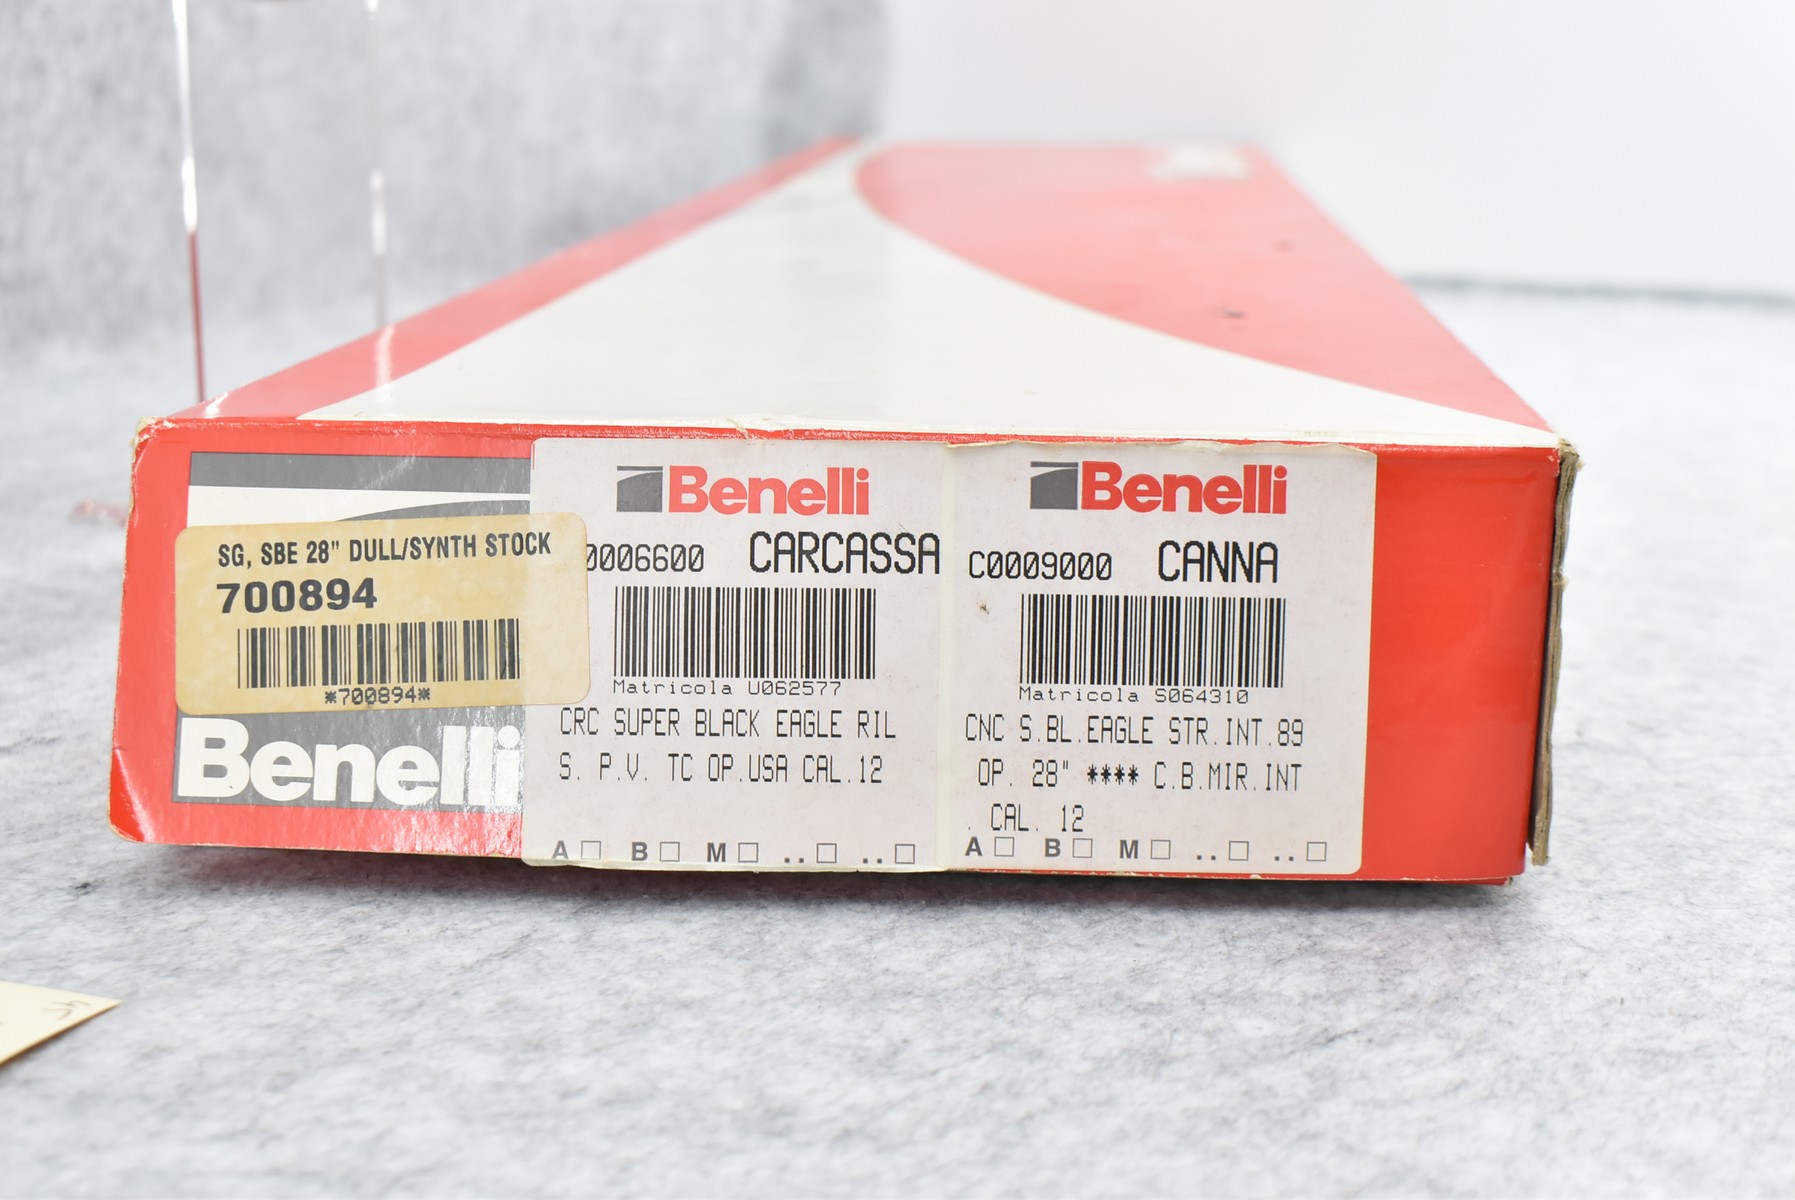 SG, SBE 28" DULL/SYNTH STOCK
700894
*700894*
Benelli
Benelli
0006600 CARCASSA
Matricola U062577
CRC SUPER BLACK EAGLE RIL
S. P.V. TC OP.USA CAL.12
A □ B □ M □ .. □ .. □
Benelli
C0009000 CANNA
Matricola S064310
CNC S.BL.EAGLE STR.INT.89
OP. 28" **** C.B.MIR.INT
. CAL. 12
A □ B □ M □ .. □ .. □